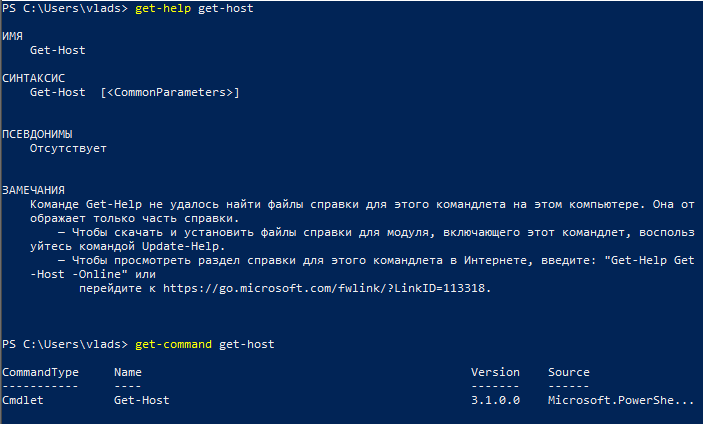 PS C:\Users\vlads> get-help get-host
ИМЯ
Get-Host
СИНТАКСИС
Get-Host  [<CommonParameters>]
ПСЕВДОНИМЫ
Отсутствует
ЗАМЕЧАНИЯ
Команде Get-Help не удалось найти файлы справки для этого командлета на этом компьютере. Она от
ображает только часть справки.
— Чтобы скачать и установить файлы справки для модуля, включающего этот командлет, воспольз
уйтесь командой Update-Help.
— Чтобы просмотреть раздел справки для этого командлета в Интернете, введите: "Get-Help Get
-Host -Online" или
перейдите к https://go.microsoft.com/fwlink/?LinkID=113318.
PS C:\Users\vlads> get-command get-host
CommandType     Name                                               Version    Source
-----------     ----                                               -------    ------
Cmdlet          Get-Host                                           3.1.0.0    Microsoft.PowerShe...